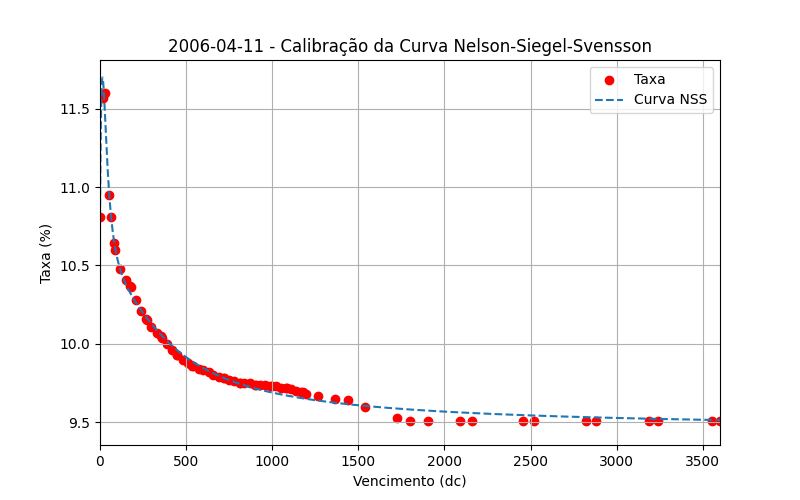 2006-04-11 - Calibração da Curva Nelson-Siegel-Svensson
Taxa
Curva NSS
Taxa (%)
11.5
11.0
10.5
10.0
9.5
0 500 1000 1500 2000 2500 3000 3500
Vencimento (dc)